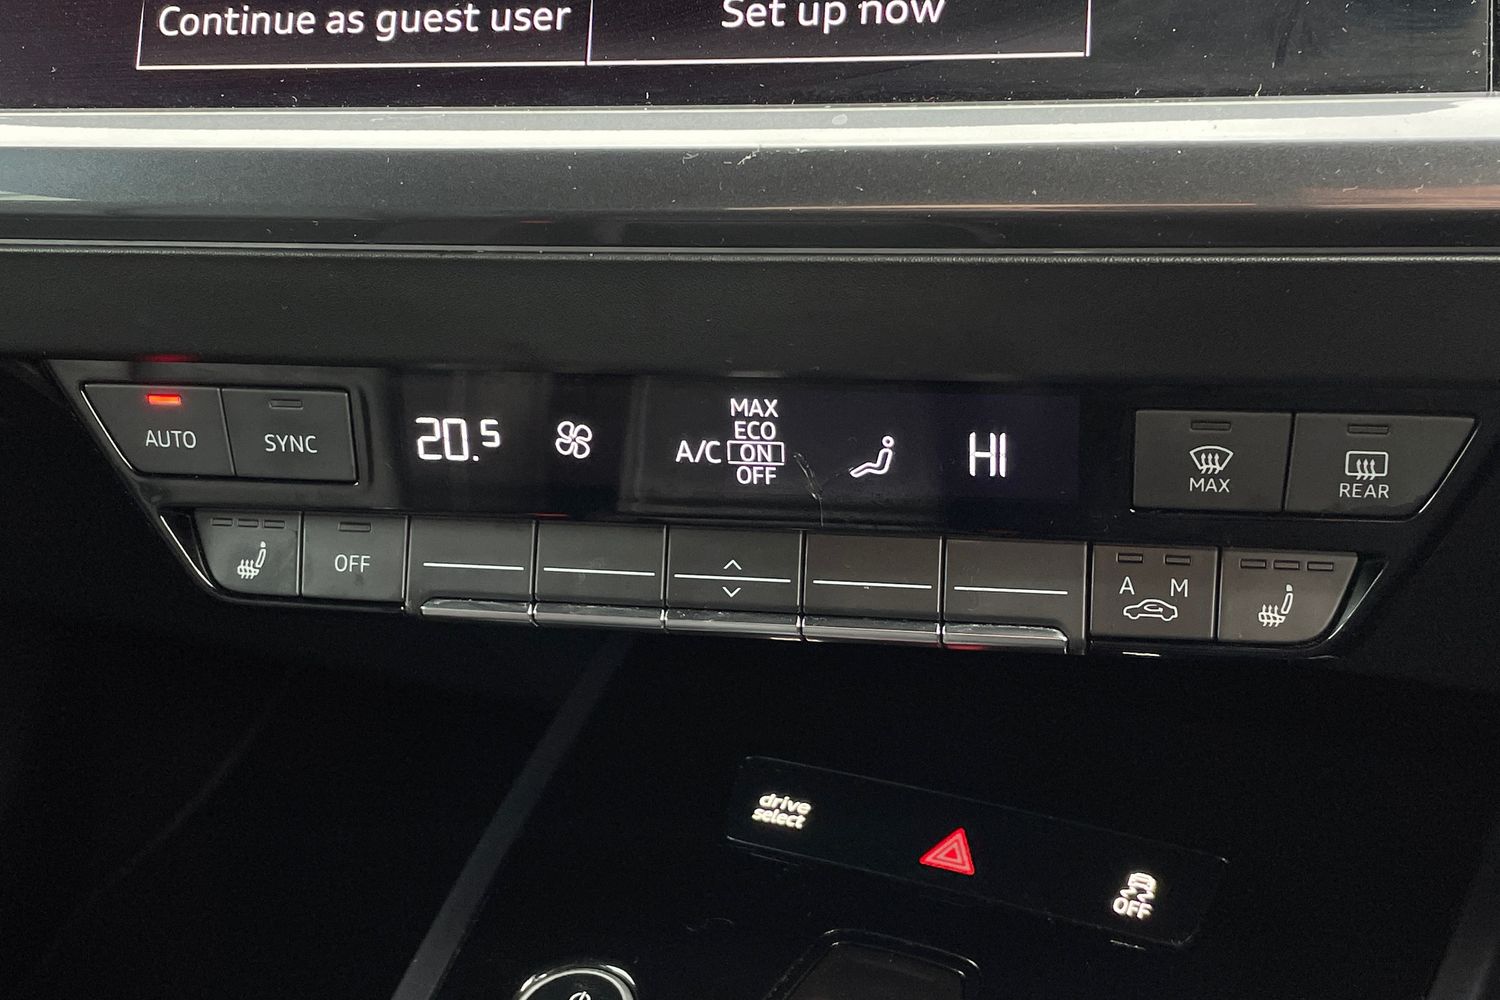 Continue as guest user
Set up now
AUTO
SYNC
20.5
A/C
MAX
ECO
ON
OFF
HI
MAX
REAR
OFF
A M
drive
select
OFF